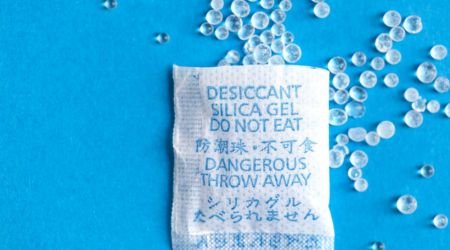 DESICCANT
SILICA GEL
DO NOT EAT
防潮珠·不可食
DANGEROUS
THROW AWAY
シリカゲル
たべられません